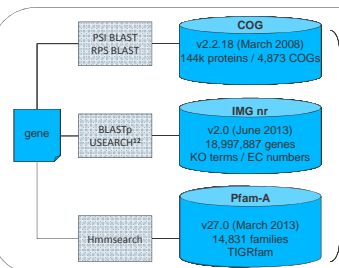 COG
PSI BLAST
RPS BLAST
v2.2.18 (March 2008)
144k proteins / 4,873 COGs
gene
BLASTp
USEARCH¹²
IMG nr
v2.0 (June 2013)
18,997,887 genes
KO terms / EC numbers
Hmmsearch
Pfam-A
v27.0 (March 2013)
14,831 families
TIGRfam